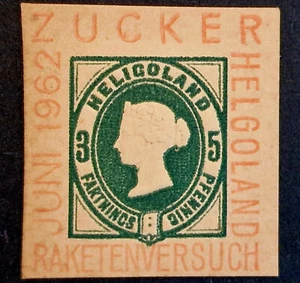 ZUCKER
HELGOLAND
JUNI 1962
RAKETENVERSUCH
HELIGOLAND
3 5
FARTHINGS PFENNIG